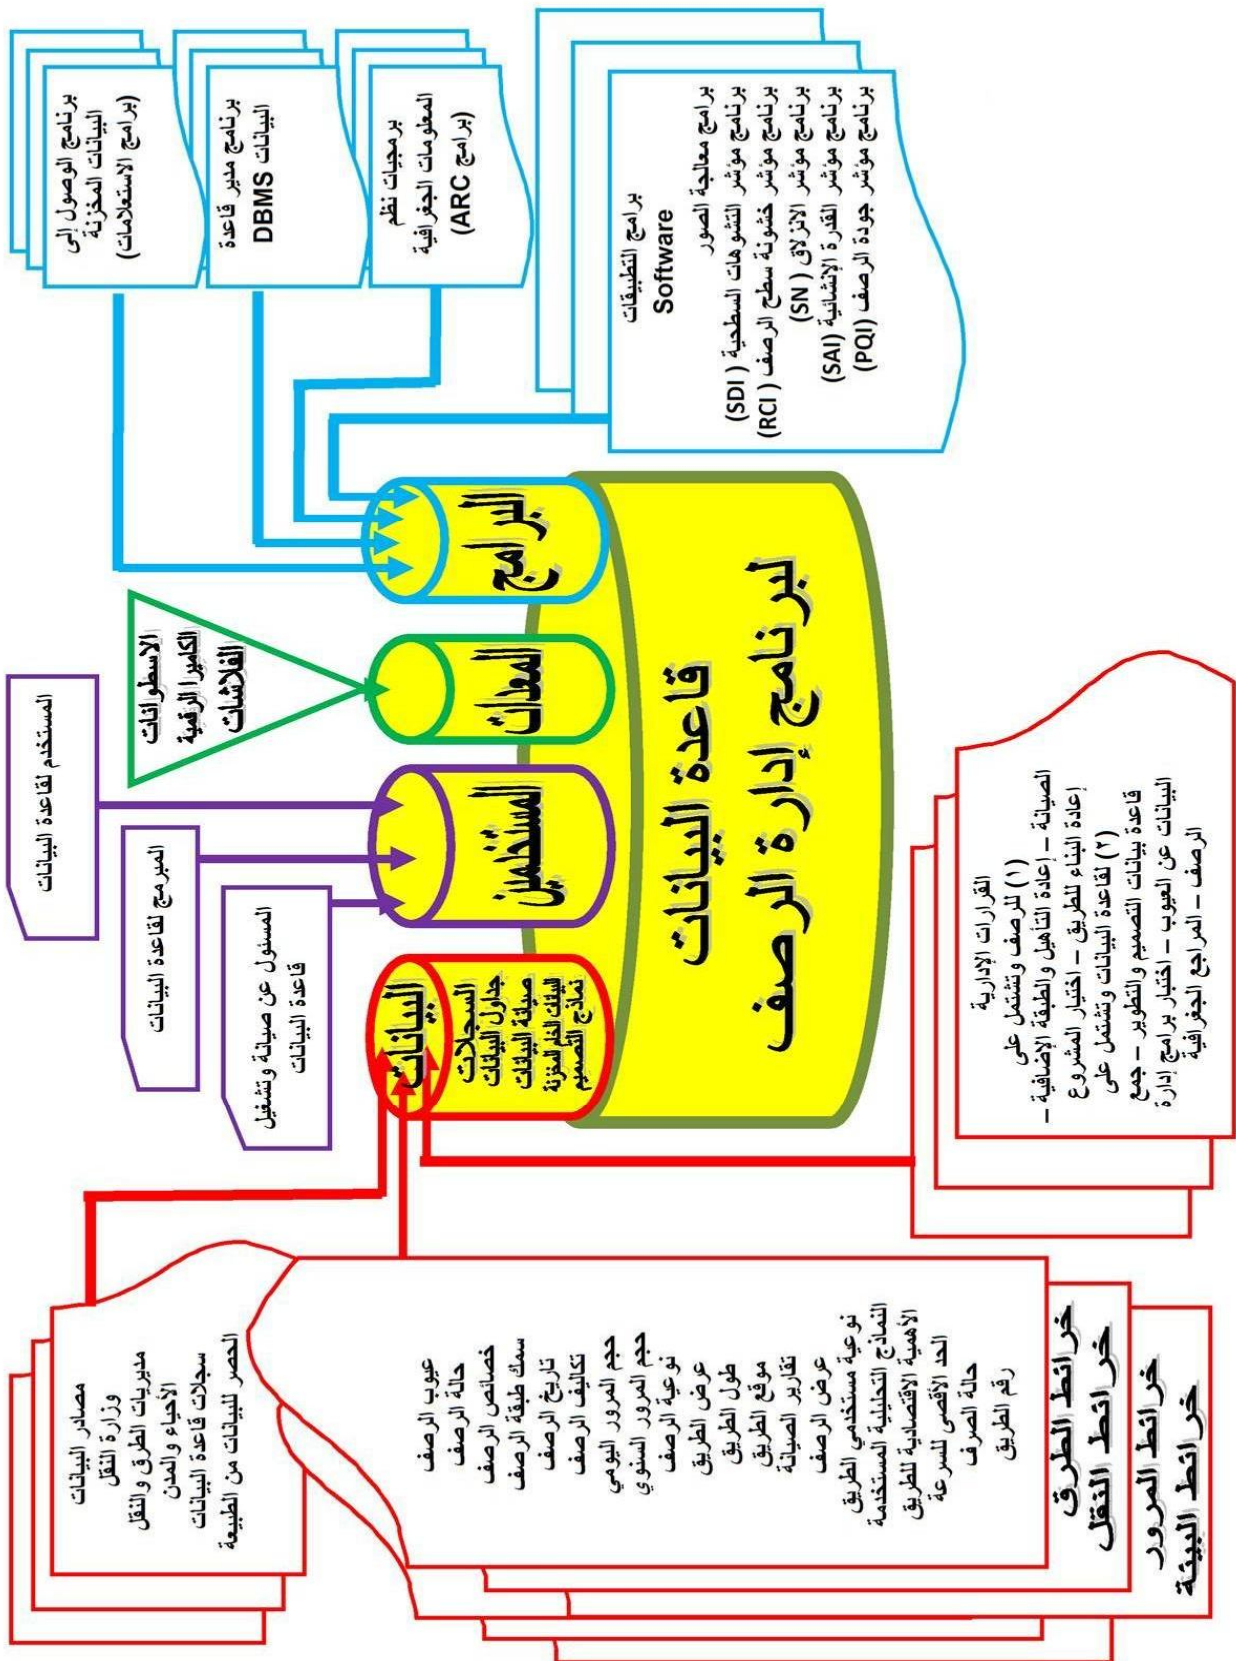 مصادر البيانات
مديريات الطرق والنقل
وزارة النقل
سجلات قاعدة البيانات
الأحياء والمدن
الحصر للبيانات من الطبيعة
عيوب الرصف
حالة الرصف
خصائص الرصف
سمك طبقة الرصف
تاريخ الرصف
تكاليف الرصف
حجم المرور اليومي
حجم المرور السنوي
نوعية الرصف
عرض الطريق
طول الطريق
موقع الطريق
تقارير الصيانة
عرض الرصف
نوعية مستخدمي الطريق
النماذج التحليلية المستخدمة
الأهمية الاقتصادية للطريق
الحد الأقصى للسرعة
حالة الصرف
رقم الطريق
خرائط الطرق
خرائط النقل
خرائط المرور
خرائط البيئة
المستخدم لقاعدة البيانات
المبرمج لقاعدة البيانات
المسئول عن صيانة وتشغيل
قاعدة البيانات
الاسطوانات
الكاميرا الرقمية
الفلاشات
برنامج الوصول إلى
البيانات المخزنة
(برامج الاستعلامات)
برنامج مدير قاعدة
البيانات DBMS
برمجيات نظم
المعلومات الجغرافية
(برامج ARC)
برامج التطبيقات
Software
برامج معالجة الصور
برنامج مؤشر التشوهات السطحية (SDI)
برنامج مؤشر خشونة سطح الرصف (RCI)
برنامج مؤشر الانزلاق (SN)
برنامج مؤشر القدرة الإنشائية (SAI)
برنامج مؤشر جودة الرصف (PQI)
البيانات
السجلات
جداول البيانات
صيانة البيانات
البيانات الخام المخزنة
نماذج التصميم
المستخدمين
المعدات
البرامج
قاعدة البيانات
لبرنامج إدارة الرصف
القرارات الإدارية
(١) للرصف وتشتمل على
الصيانة – إعادة التأهيل والطبقة الإضافية –
إعادة البناء للطريق – اختيار المشروع
(٢) لقاعدة البيانات وتشتمل على
قاعدة بيانات التصميم والتطوير – جمع
البيانات عن العيوب – اختبار برامج إدارة
الرصف – المراجع الجغرافية